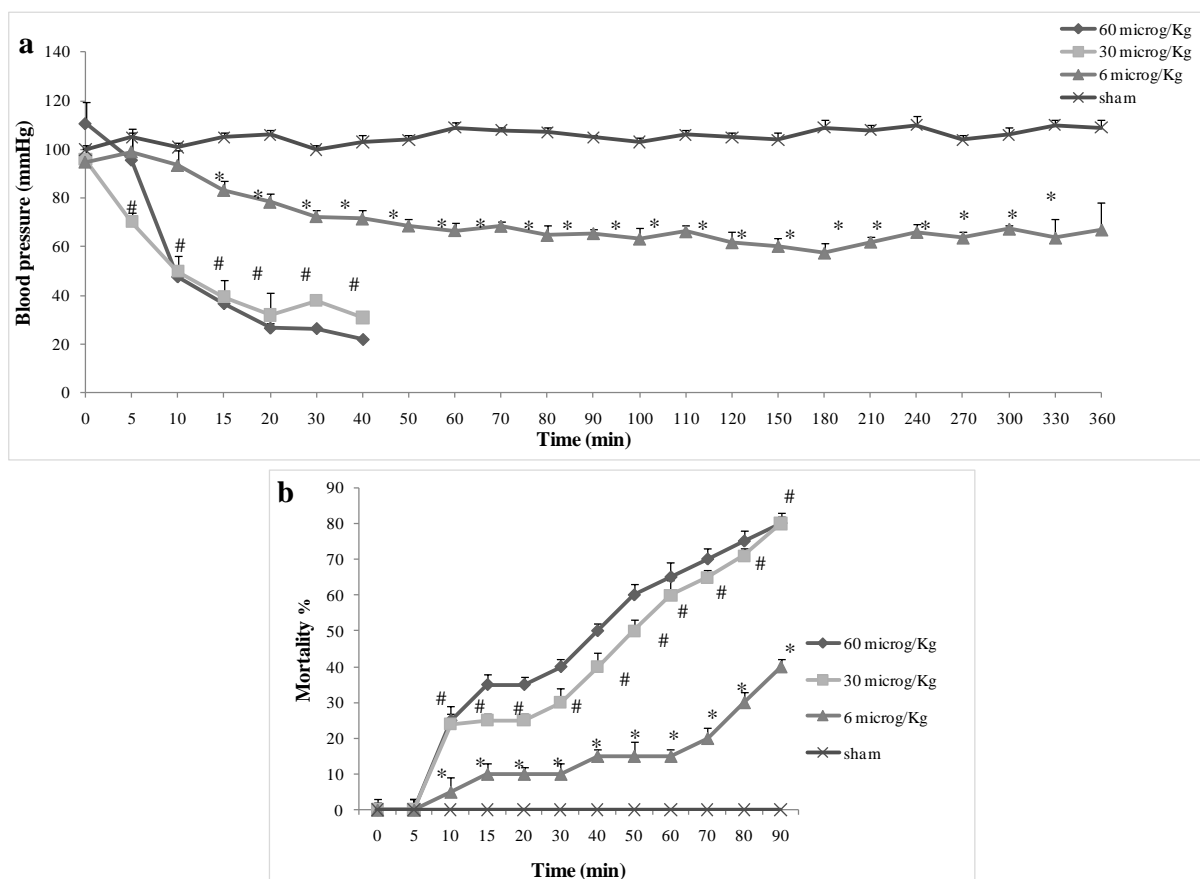 a
60 microg/Kg
30 microg/Kg
6 microg/Kg
sham
140
120
100
80
60
40
20
0
Blood pressure (mmHg)
* * * * * * * * * * * * * * * * * * *
# # # # # #
0 5 10 15 20 30 40 50 60 70 80 90 100 110 120 150 180 210 240 270 300 330 360
Time (min)
b
90
80
70
60
50
40
30
20
10
0
Mortality %
# # # # # # # # # #
* * * * * * * * * *
60 microg/Kg
30 microg/Kg
6 microg/Kg
sham
0 5 10 15 20 30 40 50 60 70 80 90
Time (min)